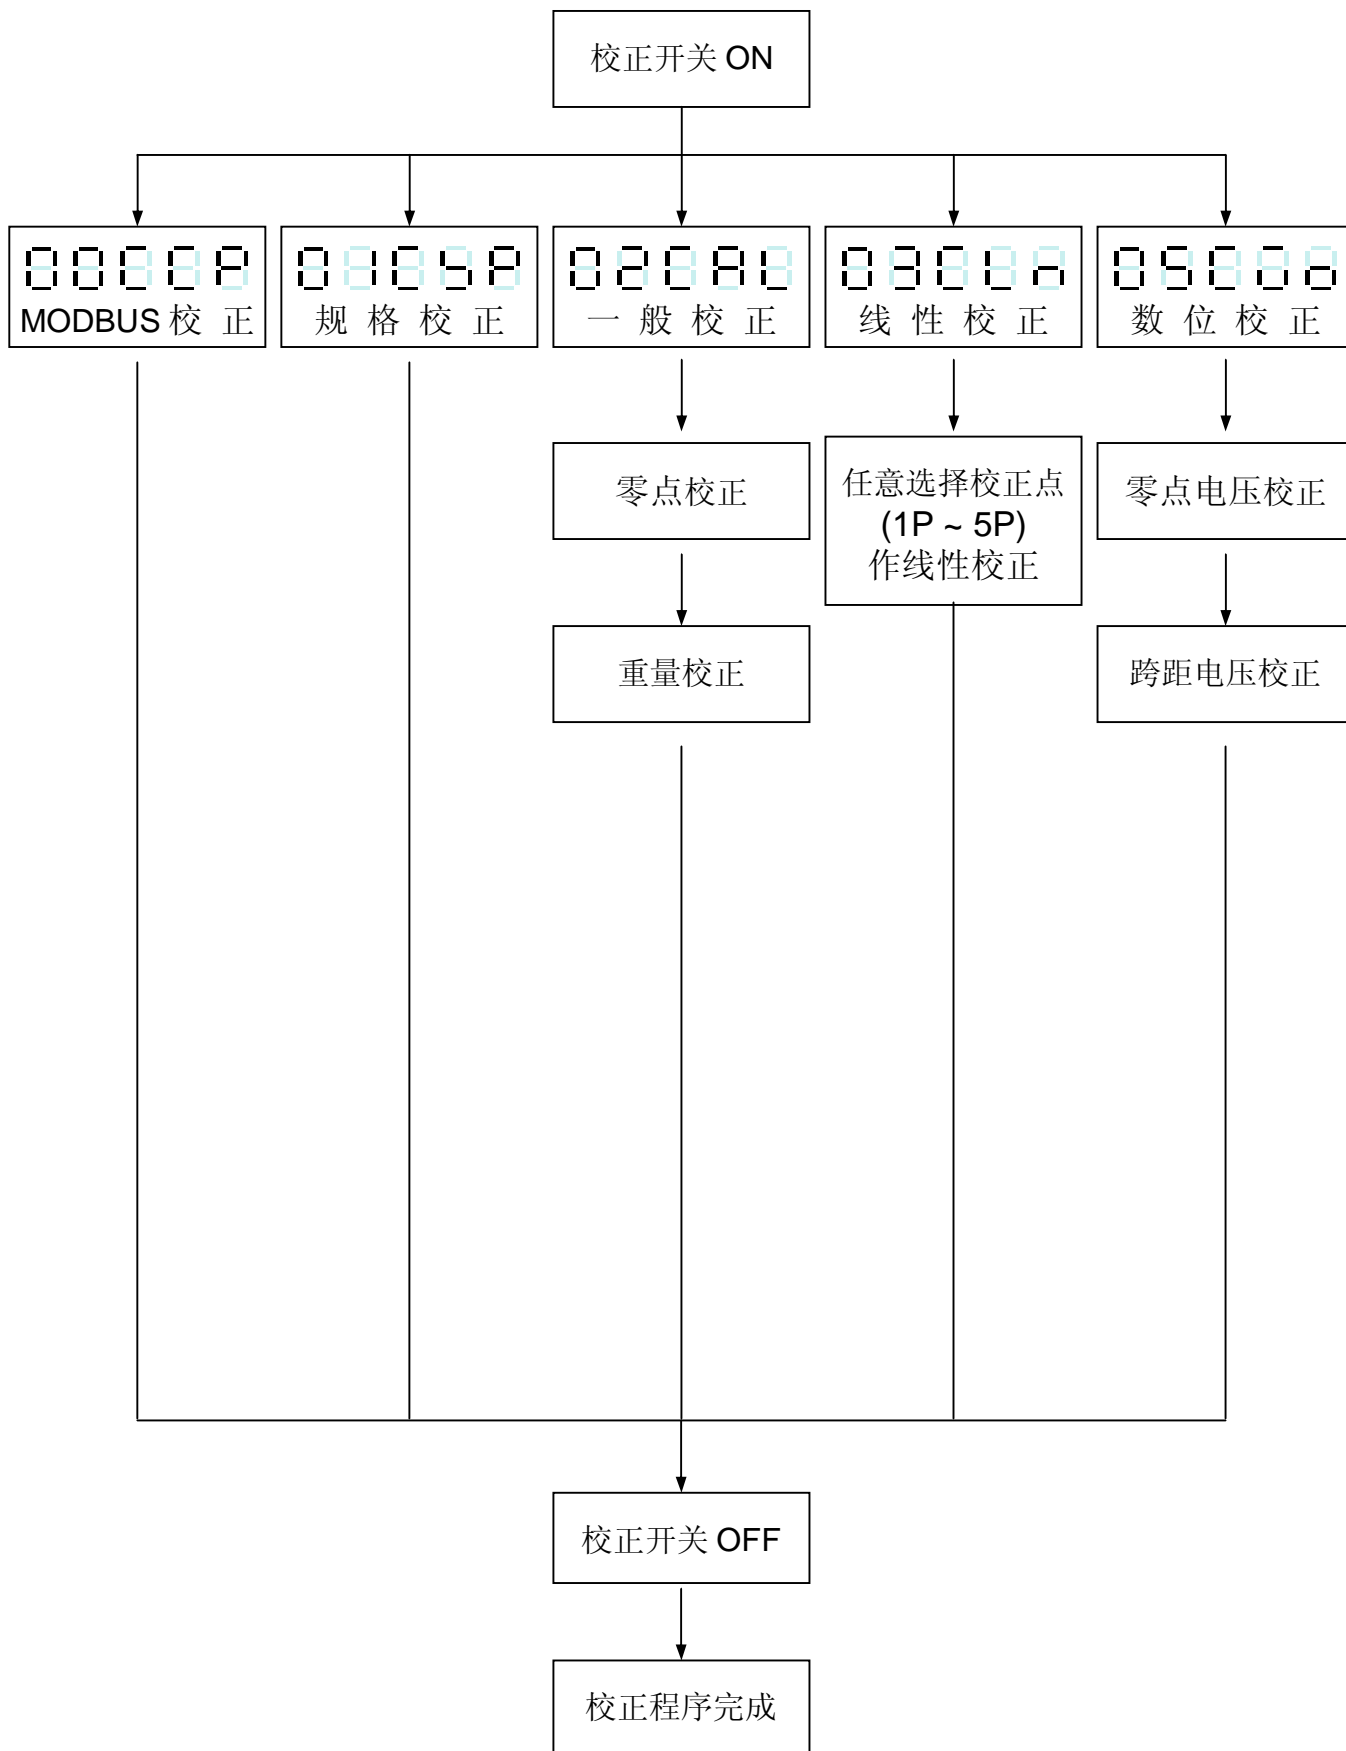 校正开关 ON
01CSP
02CAL
03CLn
MODBUS 校 正
规 格 校 正
一 般 校 正
线 性 校 正
数 位 校 正
零点校正
任意选择校正点
(1P ~ 5P)
作线性校正
零点电压校正
重量校正
跨距电压校正
校正开关 OFF
校正程序完成